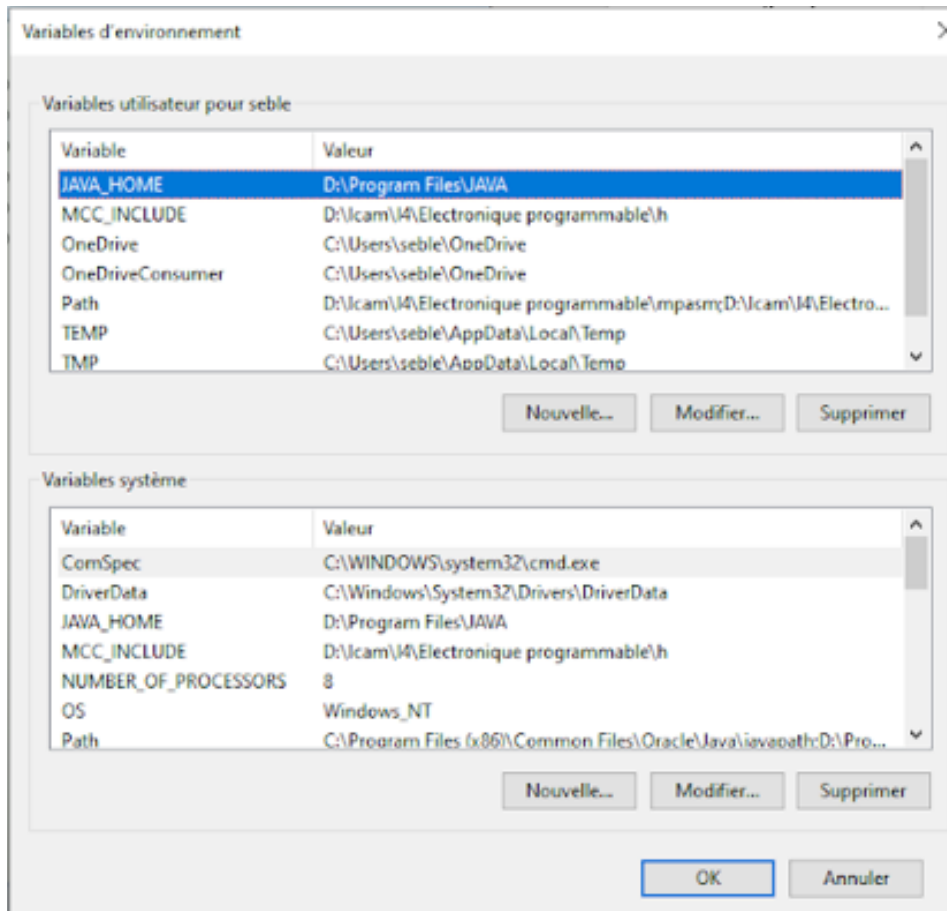 Variables d'environnement
Variables utilisateur pour seble
Variable Valeur
JAVA_HOME D:\Program Files\JAVA
MCC_INCLUDE D:\Icam\I4\Electronique programmable\h
OneDrive C:\Users\seble\OneDrive
OneDriveConsumer C:\Users\seble\OneDrive
Path D:\Icam\I4\Electronique programmable\mpasm;D:\Icam\I4\Electro...
TEMP C:\Users\seble\AppData\Local\Temp
TMP C:\Users\seble\AppData\Local\Temp
Nouvelle... Modifier... Supprimer
Variables système
Variable Valeur
ComSpec C:\WINDOWS\system32\cmd.exe
DriverData C:\Windows\System32\Drivers\DriverData
JAVA_HOME D:\Program Files\JAVA
MCC_INCLUDE D:\Icam\I4\Electronique programmable\h
NUMBER_OF_PROCESSORS 8
OS Windows_NT
Path C:\Program Files (x86)\Common Files\Oracle\Java\javapath;D:\Pro...
Nouvelle... Modifier... Supprimer
OK Annuler